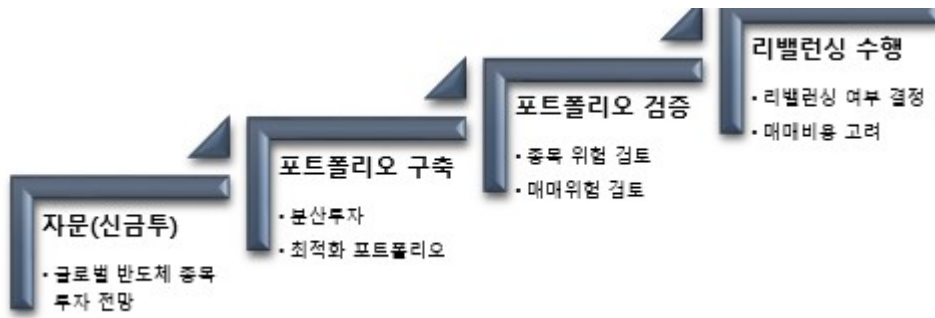 자문(신금투)
• 글로벌 반도체 종목
투자 전망
포트폴리오 구축
• 분산투자
• 최적화 포트폴리오
포트폴리오 검증
• 종목 위험 검토
• 매매위험 검토
리밸런싱 수행
• 리밸런싱 여부 결정
• 매매비용 고려